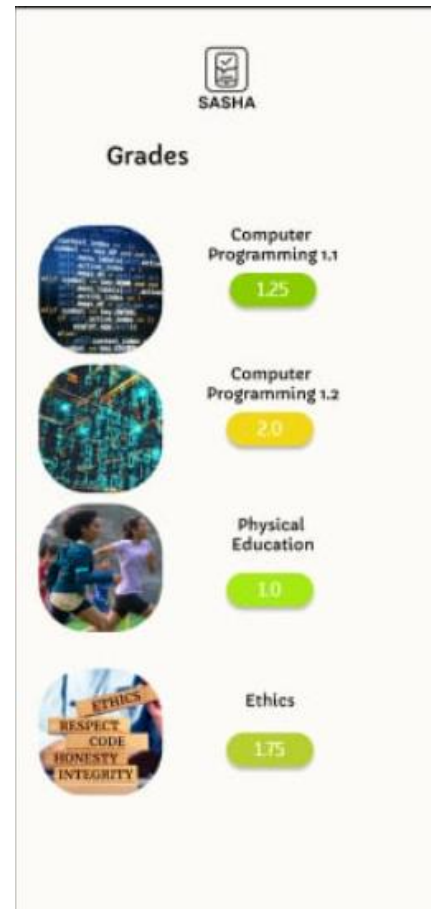 SASHA
Grades
Computer
Programming 1.1
1.25
Computer
Programming 1.2
2.0
Physical
Education
1.0
ETHICS
RESPECT
CODE
HONESTY
INTEGRITY
Ethics
1.75